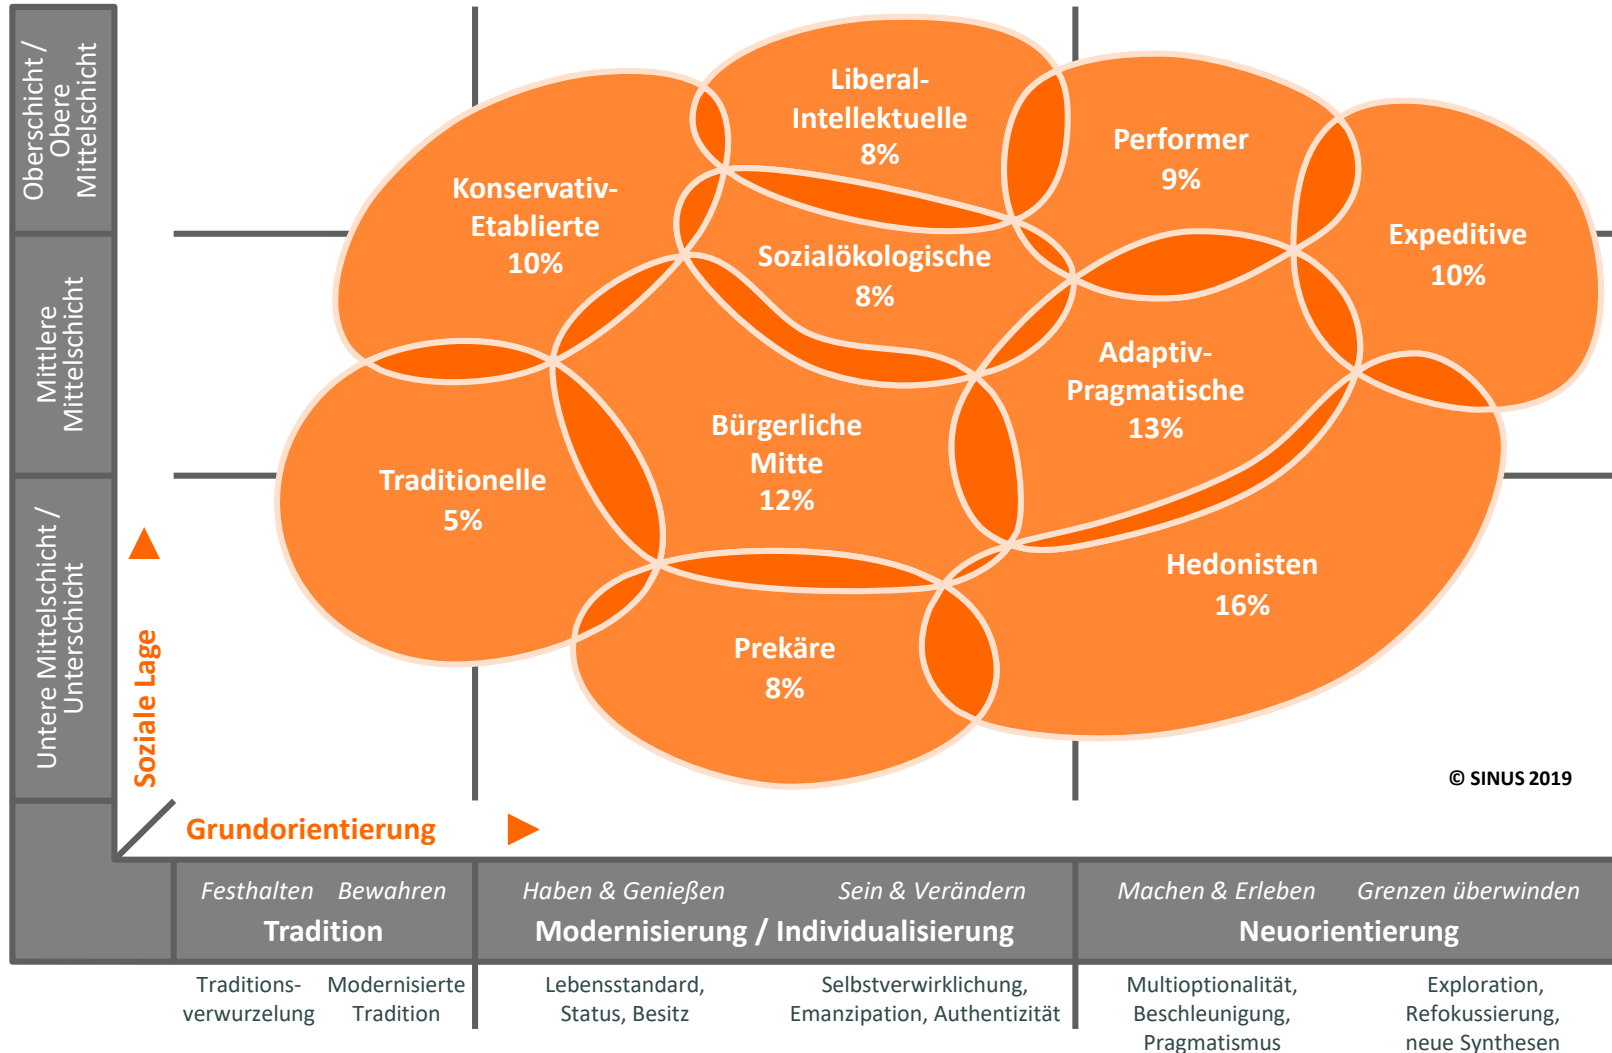 Oberschicht /
Obere
Mittelschicht
Mittlere
Mittelschicht
Untere Mittelschicht /
Unterschicht
Soziale Lage
Liberal-
Intellektuelle
8%
Performer
9%
Konservativ-
Etablierte
10%
Expeditive
10%
Sozialökologische
8%
Adaptiv-
Pragmatische
13%
Bürgerliche
Mitte
12%
Traditionelle
5%
Hedonisten
16%
Prekäre
8%
© SINUS 2019
Grundorientierung
Festhalten Bewahren
Tradition
Haben & Genießen Sein & Verändern
Modernisierung / Individualisierung
Machen & Erleben Grenzen überwinden
Neuorientierung
Traditions-
verwurzelung
Modernisierte
Tradition
Lebensstandard,
Status, Besitz
Selbstverwirklichung,
Emanzipation, Authentizität
Multioptionalität,
Beschleunigung,
Pragmatismus
Exploration,
Refokussierung,
neue Synthesen